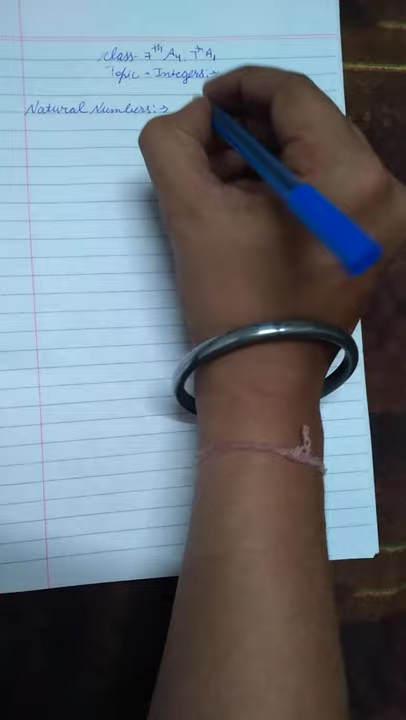 Class- 7th A4, 7th A1
Topic - Integers:→
Natural Numbers:→